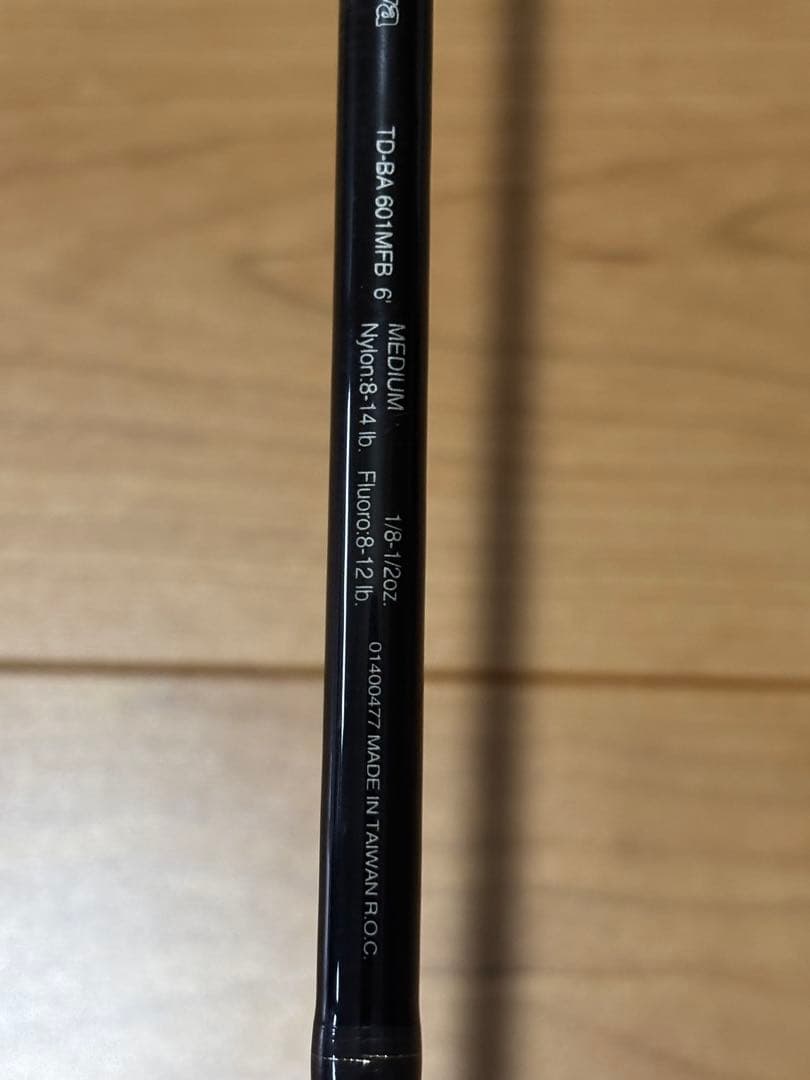 TD-BA 601MFB 6'
MEDIUM 1/8-1/2oz.
Nylon:8-14 lb. Fluoro:8-12 lb.
01400477 MADE IN TAIWAN R.O.C.